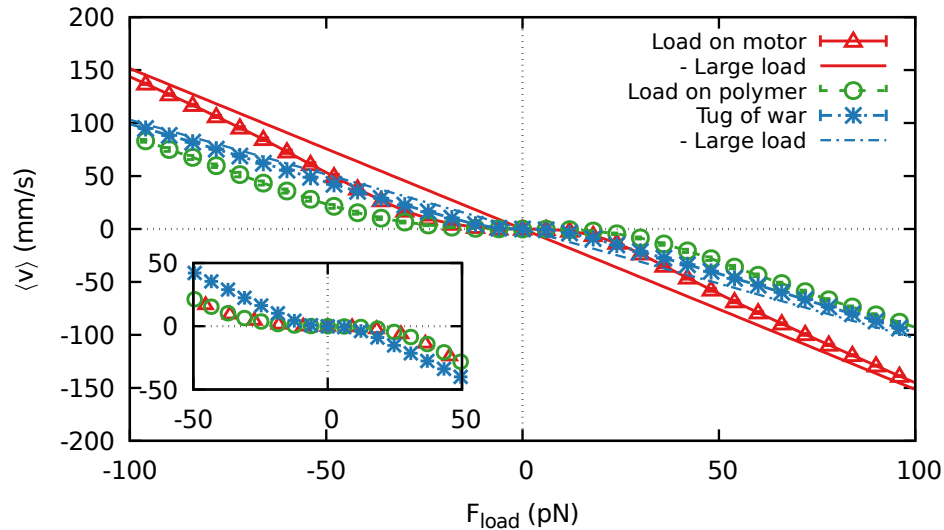 200
150
100
50
0
-50
-100
-150
-200
⟨v⟩ (mm/s)
-100
-50
0
50
100
F_load (pN)
Load on motor
- Large load
Load on polymer
Tug of war
- Large load
50
0
-50
-50
0
50